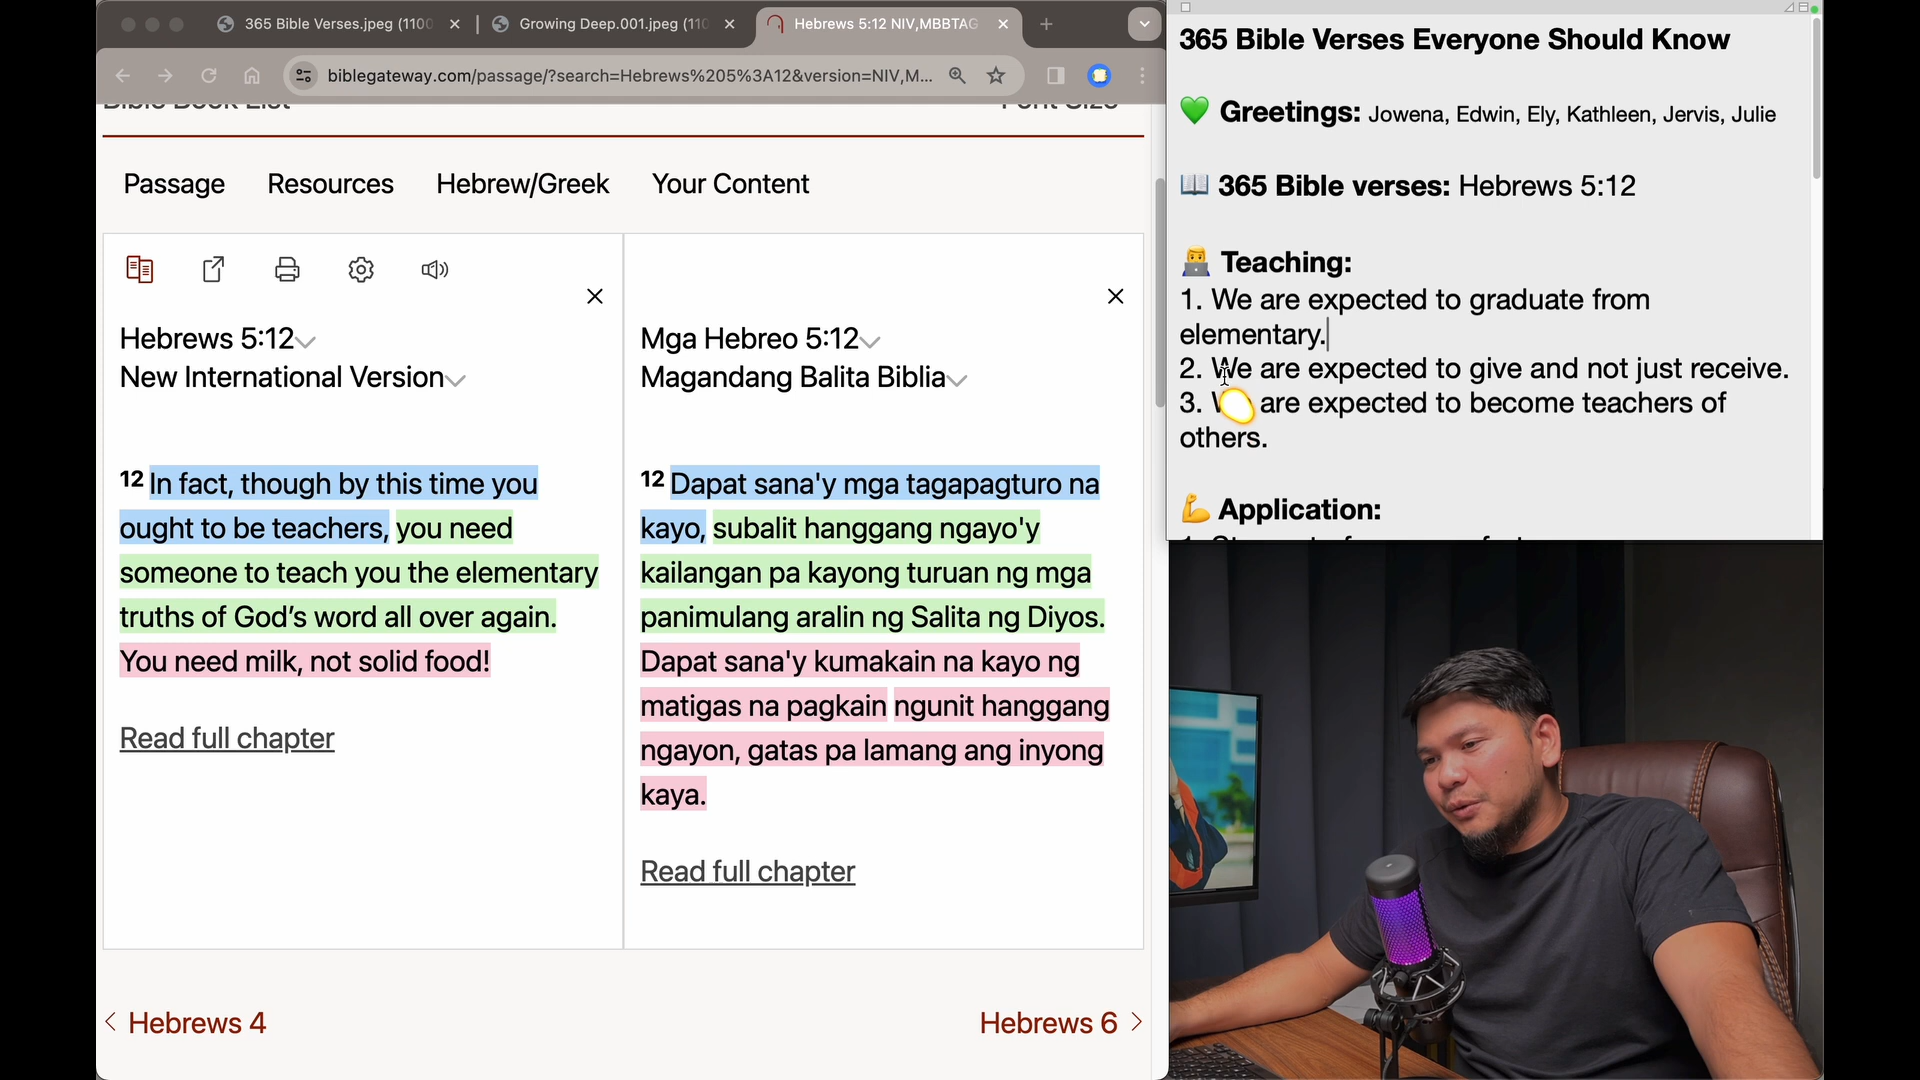 365 Bible Verses.jpeg (1100
Growing Deep.001.jpeg (110
Hebrews 5:12 NIV,MBBTAG
biblegateway.com/passage/?search=Hebrews%205%3A12&version=NIV,M...
Bible Book List
Font Size
Passage
Resources
Hebrew/Greek
Your Content
Hebrews 5:12
New International Version
12 In fact, though by this time you
ought to be teachers, you need
someone to teach you the elementary
truths of God’s word all over again.
You need milk, not solid food!
Read full chapter
Mga Hebreo 5:12
Magandang Balita Biblia
12 Dapat sana'y mga tagapagturo na
kayo, subalit hanggang ngayo'y
kailangan pa kayong turuan ng mga
panimulang aralin ng Salita ng Diyos.
Dapat sana'y kumakain na kayo ng
matigas na pagkain ngunit hanggang
ngayon, gatas pa lamang ang inyong
kaya.
Read full chapter
Hebrews 4
Hebrews 6
365 Bible Verses Everyone Should Know
💚 Greetings: Jowena, Edwin, Ely, Kathleen, Jervis, Julie
📖 365 Bible verses: Hebrews 5:12
👨‍💻 Teaching:
1. We are expected to graduate from
elementary.
2. We are expected to give and not just receive.
3. We are expected to become teachers of
others.
💪 Application: